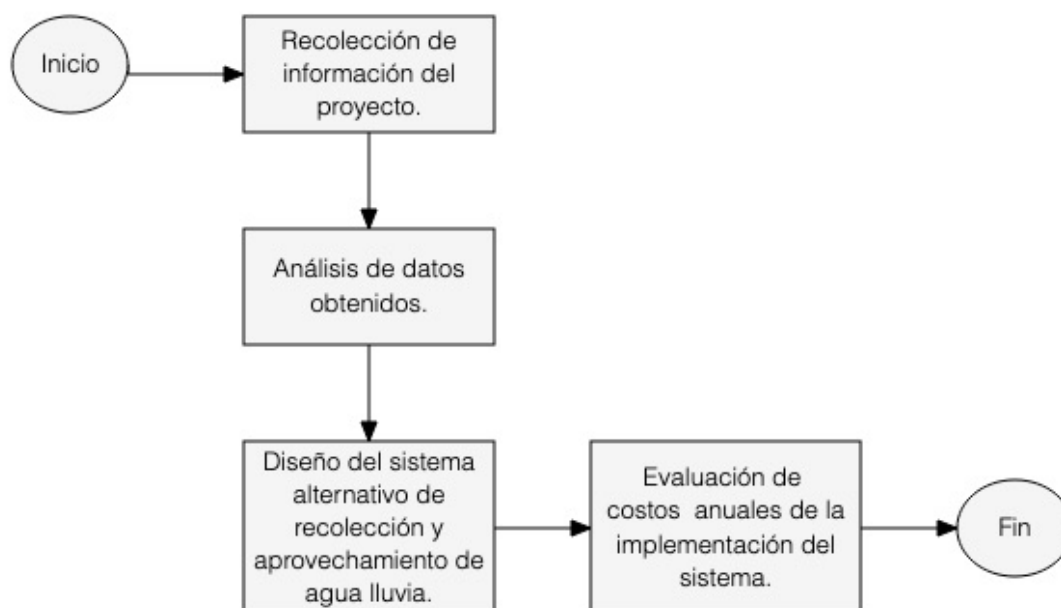 Inicio
Recolección de
información del
proyecto.
Análisis de datos
obtenidos.
Diseño del sistema
alternativo de
recolección y
aprovechamiento de
agua lluvia.
Evaluación de
costos anuales de la
implementación del
sistema.
Fin